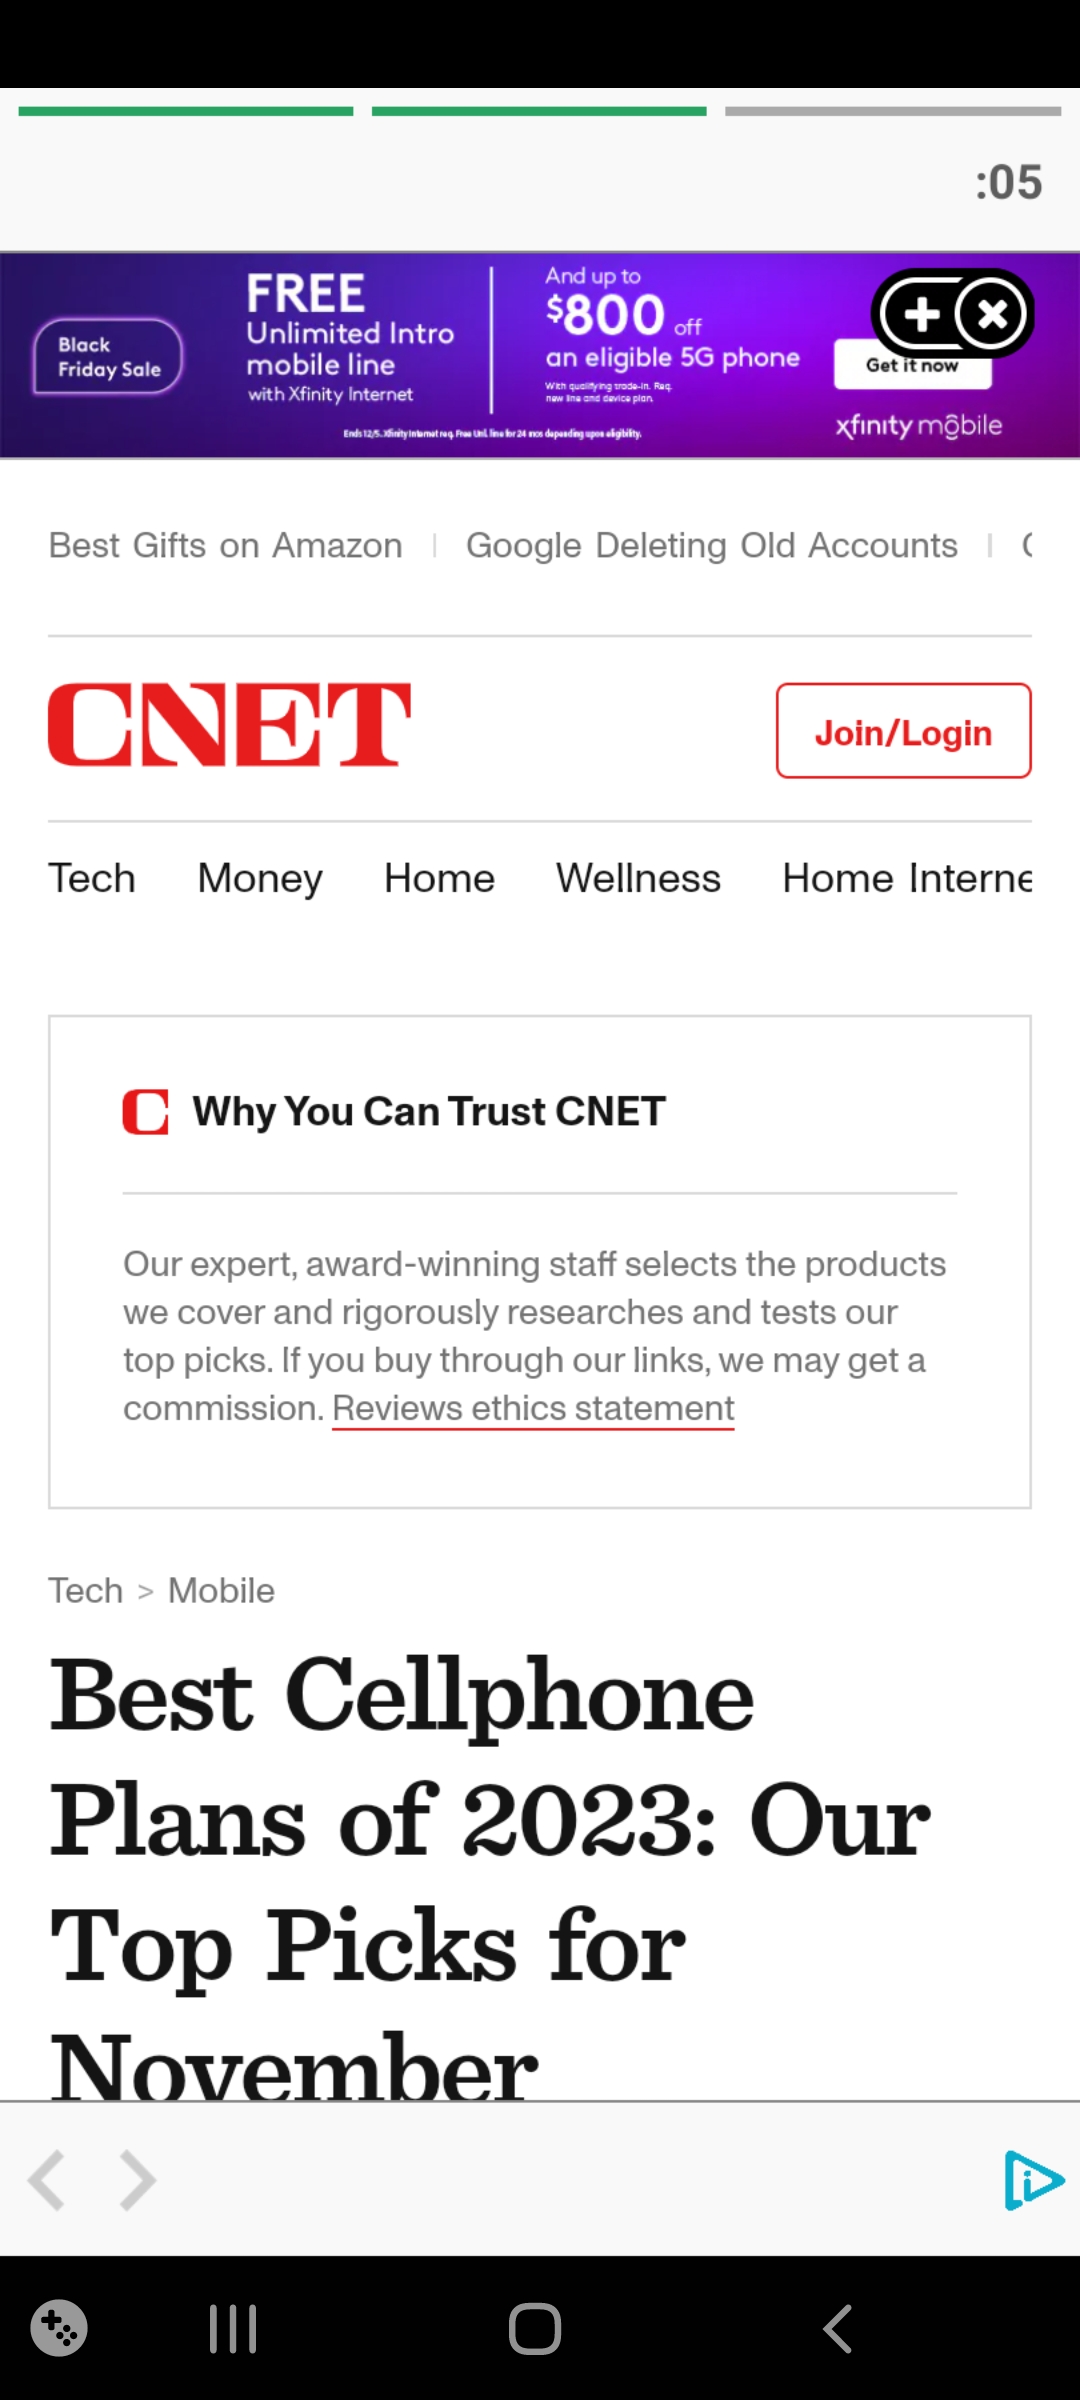 :05
Black
Friday Sale
FREE
Unlimited Intro
mobile line
with Xfinity Internet
And up to
$800 off
an eligible 5G phone
With qualifying trade-in. Req.
new line and device plan.
Ends 12/5. Xfinity Internet req. Free Unl. line for 24 mos depending upon eligibility.
Get it now
xfinity mobile
Best Gifts on Amazon | Google Deleting Old Accounts |
CNET
Join/Login
Tech Money Home Wellness Home Interne
C Why You Can Trust CNET
Our expert, award-winning staff selects the products
we cover and rigorously researches and tests our
top picks. If you buy through our links, we may get a
commission. Reviews ethics statement
Tech > Mobile
Best Cellphone
Plans of 2023: Our
Top Picks for
November